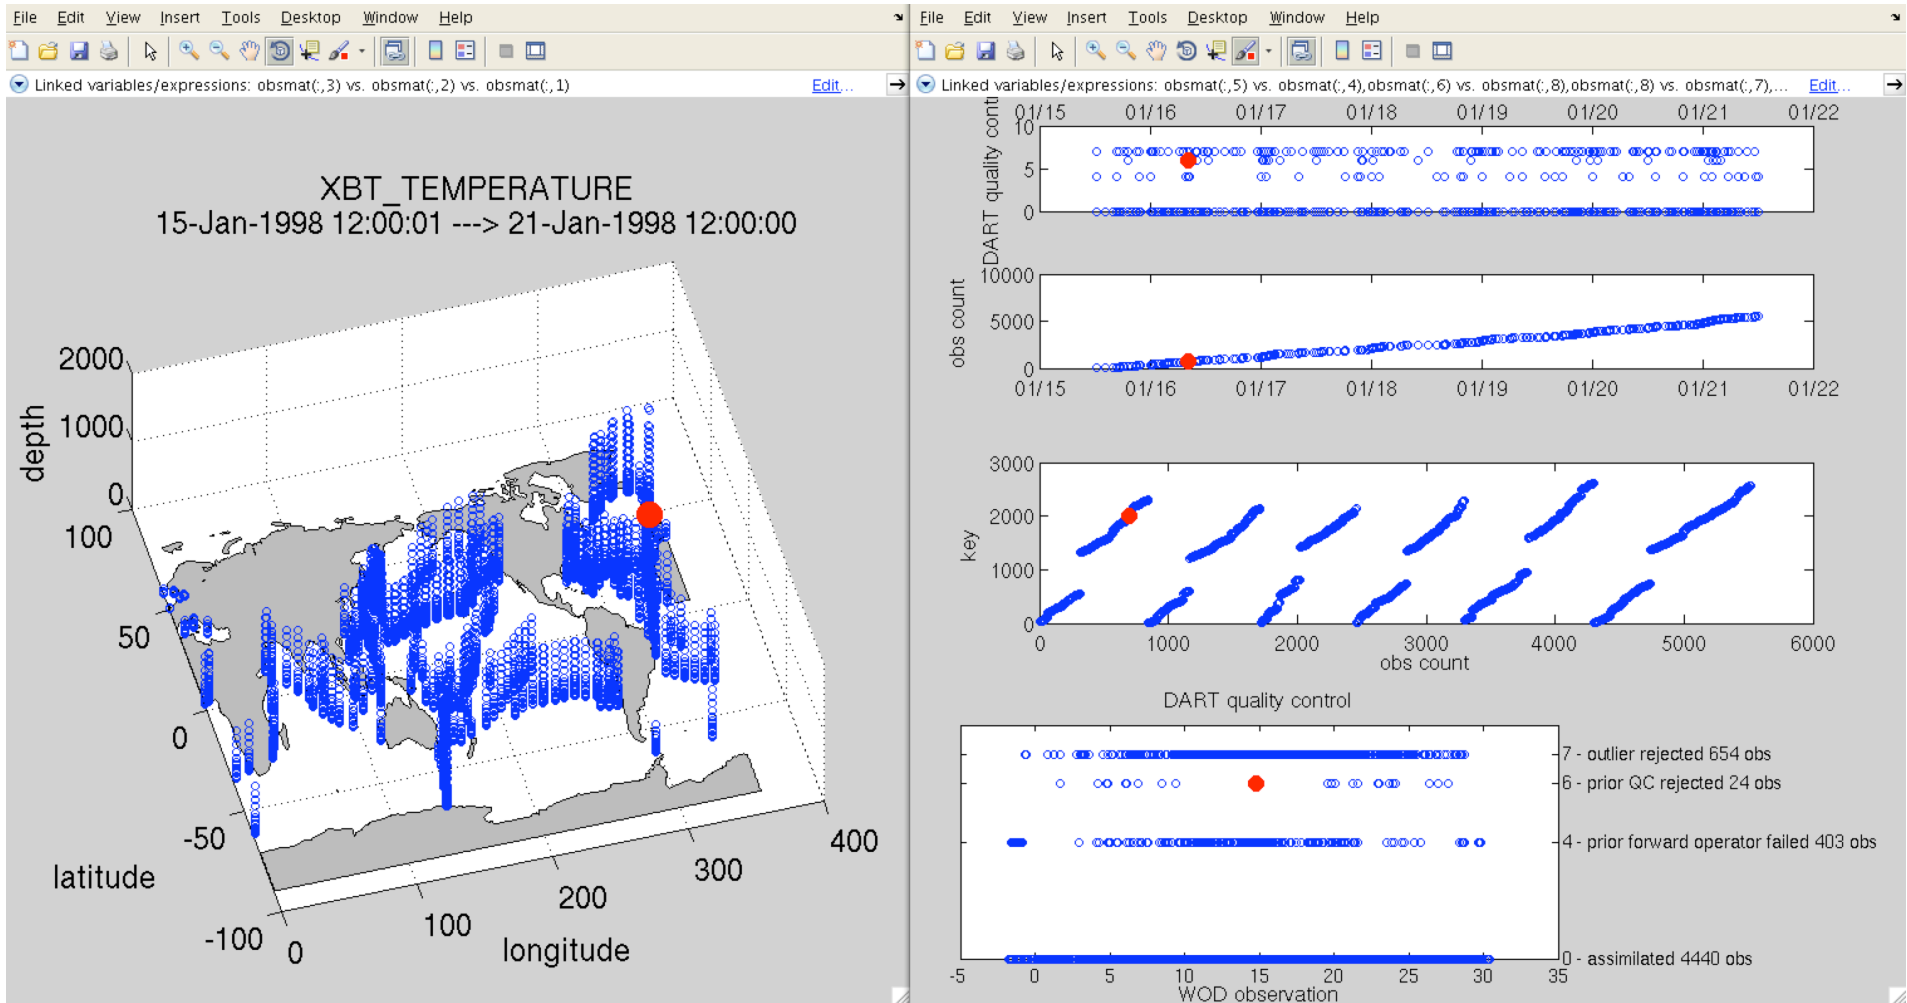 File Edit View Insert Tools Desktop Window Help
Linked variables/expressions: obsmat(:,3) vs. obsmat(:,2) vs. obsmat(:,1) Edit...
XBT_TEMPERATURE
15-Jan-1998 12:00:01 ---> 21-Jan-1998 12:00:00
2000
1000
0
depth
100
50
0
-50
-100
latitude
0
100
200
300
400
longitude
File Edit View Insert Tools Desktop Window Help
Linked variables/expressions: obsmat(:,5) vs. obsmat(:,4),obsmat(:,6) vs. obsmat(:,8),obsmat(:,8) vs. obsmat(:,7),... Edit...
01/15 01/16 01/17 01/18 01/19 01/20 01/21 01/22
10
5
0
DART quality cont
10000
5000
0
obs count
01/15 01/16 01/17 01/18 01/19 01/20 01/21 01/22
3000
2000
1000
0
key
0 1000 2000 3000 4000 5000 6000
obs count
DART quality control
7 - outlier rejected 654 obs
6 - prior QC rejected 24 obs
4 - prior forward operator failed 403 obs
0 - assimilated 4440 obs
-5 0 5 10 15 20 25 30 35
WOD observation